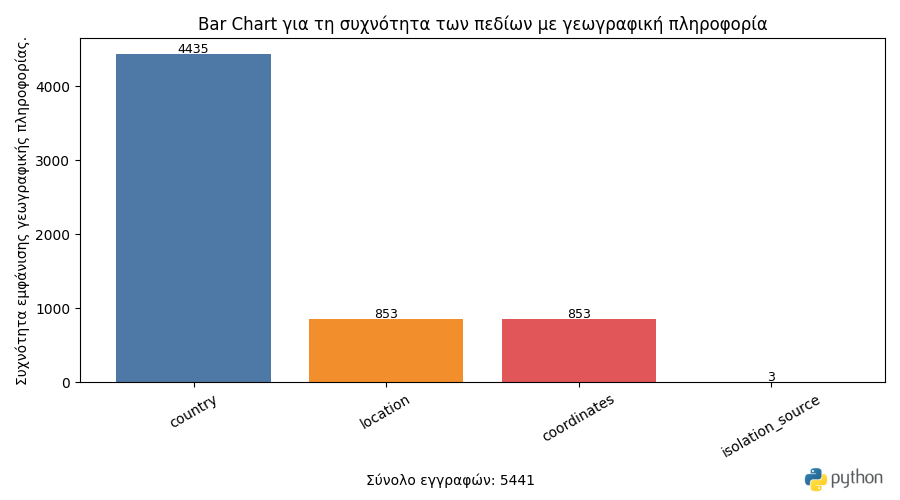 Bar Chart για τη συχνότητα των πεδίων με γεωγραφική πληροφορία
Συχνότητα εμφάνισης γεωγραφικής πληροφορίας.
4000
3000
2000
1000
0
4435
853
853
3
country
location
coordinates
isolation_source
Σύνολο εγγραφών: 5441
python